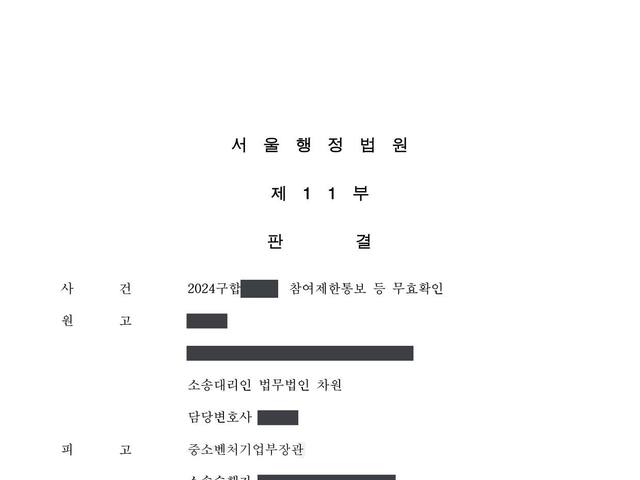 서 울 행 정 법 원
제 1 1 부
판 결
사 건 2024구합 참여제한통보 등 무효확인
원 고
소송대리인 법무법인 차원
담당변호사
피 고 중소벤처기업부장관